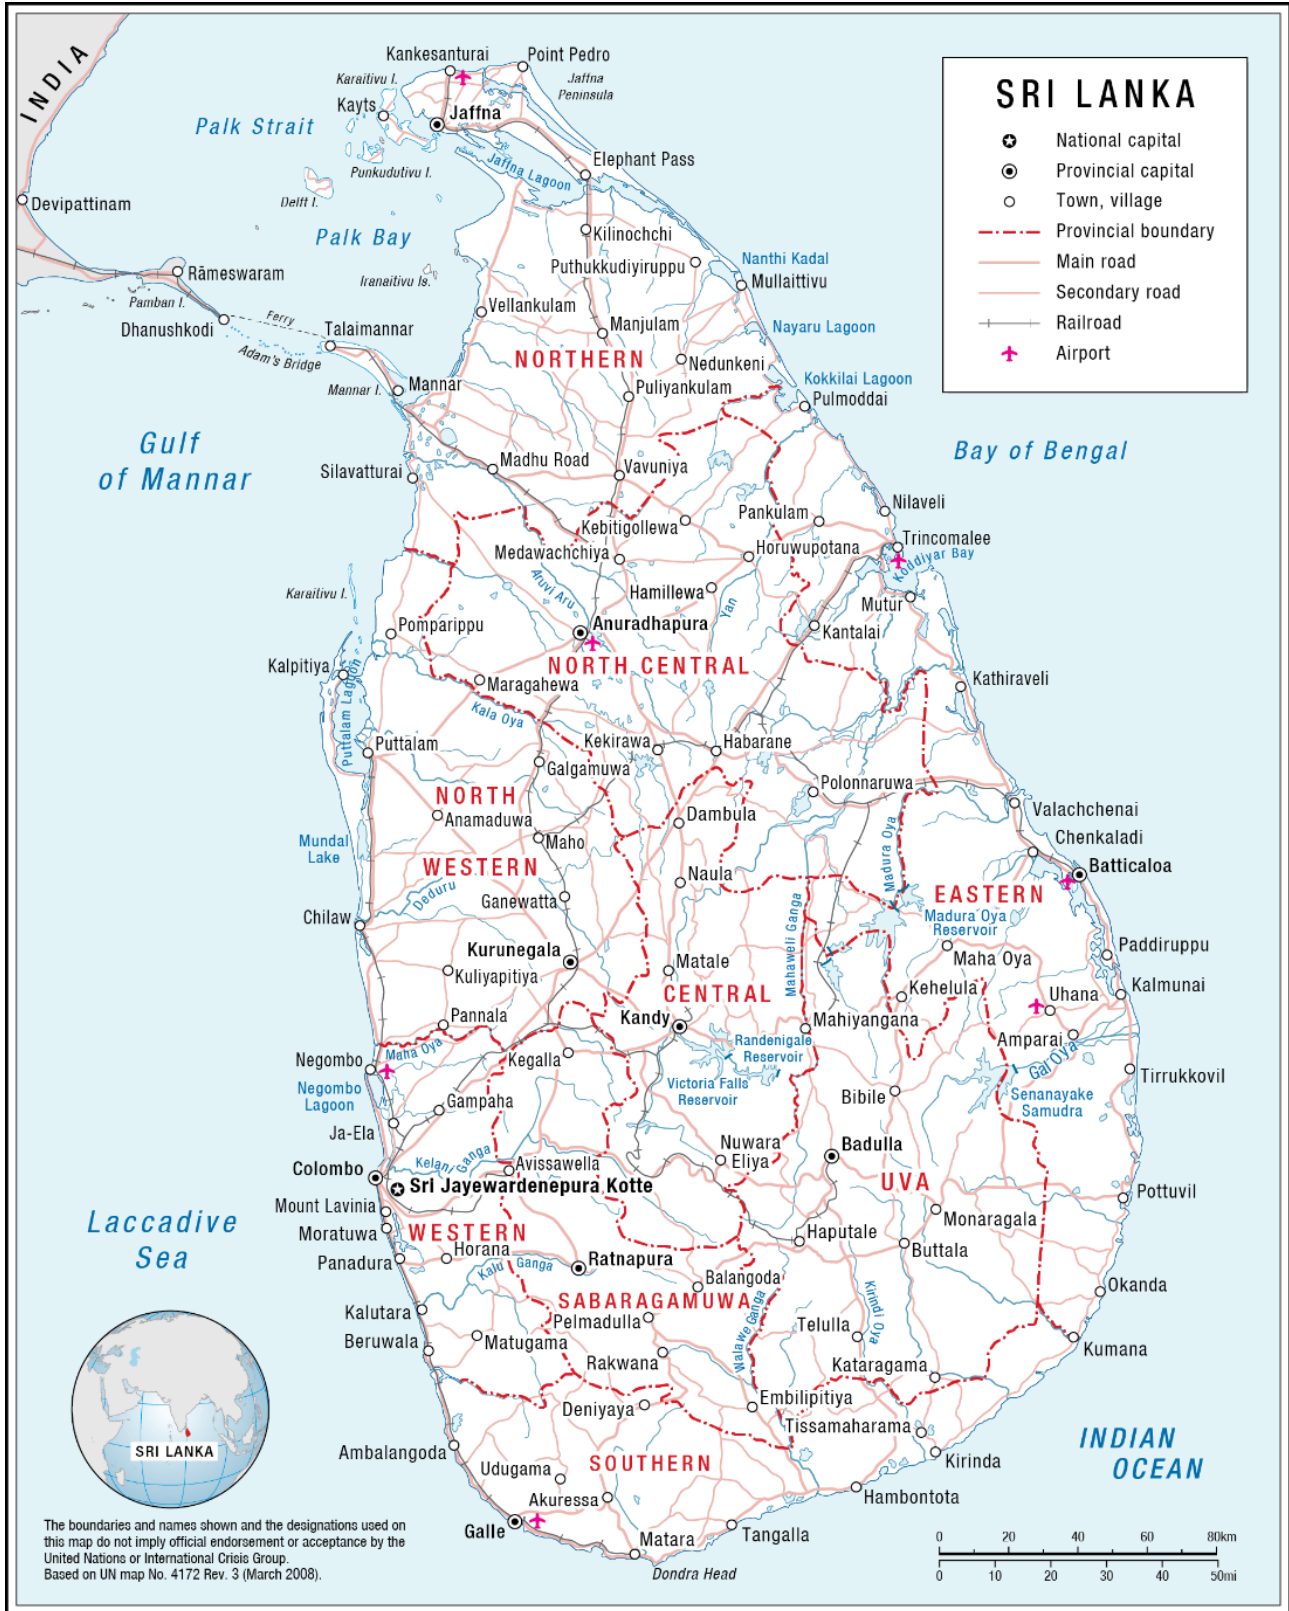 INDIA
Kankesanturai
Point Pedro
Karaitivu I.
Jaffna
Peninsula
Kayts
Jaffna
Palk Strait
Elephant Pass
Jaffna Lagoon
Punkudutivu I.
Delft I.
Devipattinam
Palk Bay
Kilinochchi
Puthukkudiyiruppu
Nanthi Kadal
Rāmeswaram
Iranaitivu Is.
Mullaittivu
Pamban I.
Vellankulam
Dhanushkodi
Ferry
Talaimannar
Manjulam
Nayaru Lagoon
Adam's Bridge
NORTHERN
Nedunkeni
Mannar I.
Mannar
Puliyankulam
Kokkilai Lagoon
Pulmoddai
SRI LANKA
National capital
Provincial capital
Town, village
Provincial boundary
Main road
Secondary road
Railroad
Airport
Gulf
of Mannar
Bay of Bengal
Silavatturai
Madhu Road
Vavuniya
Nilaveli
Kebitigollewa
Pankulam
Trincomalee
Medawachchiya
Horuwupotana
Koddiyar Bay
Karaitivu I.
Aruvi Aru
Hamillewa
Yan
Mutur
Pomparippu
Anuradhapura
Kantalai
Kalpitiya
NORTH CENTRAL
Maragahewa
Kathiraveli
Puttalam Lagoon
Kala Oya
Puttalam
Kekirawa
Habarane
Galgamuwa
Polonnaruwa
NORTH
WESTERN
Anamaduwa
Dambula
Valachchenai
Mundal
Lake
Maho
Madura Oya
Chenkaladi
Batticaloa
Deduru
Naula
EASTERN
Ganewatta
Chilaw
Mahaweli Ganga
Madura Oya
Reservoir
Kurunegala
Matale
Maha Oya
Paddiruppu
Kuliyapitiya
CENTRAL
Kehelula
Uhana
Kalmunai
Pannala
Kandy
Mahiyangana
Amparai
Negombo
Maha Oya
Kegalla
Randenigale
Reservoir
Gal Oya
Negombo
Lagoon
Victoria Falls
Reservoir
Bibile
Senanayake
Samudra
Tirrukkovil
Gampaha
Ja-Ela
Nuwara
Eliya
Badulla
Colombo
Kelani Ganga
Avissawella
Sri Jayewardenepura Kotte
UVA
Pottuvil
Mount Lavinia
Moratuwa
WESTERN
Monaragala
Laccadive
Sea
Panadura
Horana
Haputale
Buttala
Kalu Ganga
Ratnapura
Balangoda
Okanda
Kalutara
SABARAGAMUWA
Pelmadulla
Walawe Ganga
Kirindi Oya
Telulla
Beruwala
Matugama
Rakwana
Kumana
Kataragama
Deniyaya
Embilipitiya
Tissamaharama
Ambalangoda
SOUTHERN
Kirinda
INDIAN
OCEAN
Udugama
Akuressa
Hambontota
Galle
Matara
Tangalla
Dondra Head
SRI LANKA
The boundaries and names shown and the designations used on
this map do not imply official endorsement or acceptance by the
United Nations or International Crisis Group.
Based on UN map No. 4172 Rev. 3 (March 2008).
0 20 40 60 80km
0 10 20 30 40 50mi